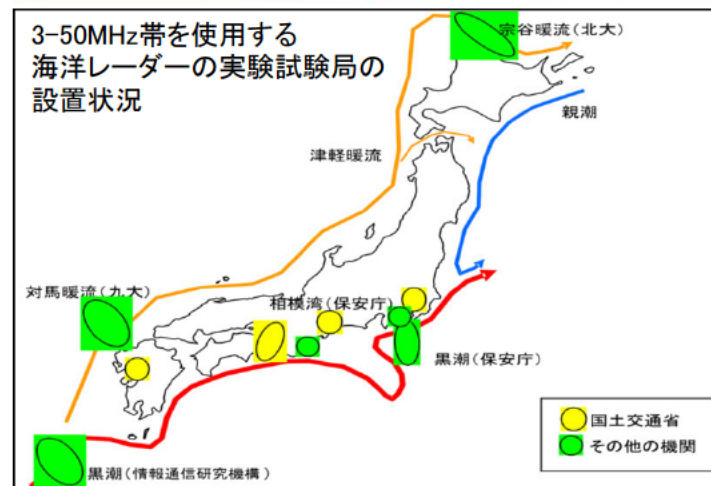 3-50MHz帯を使用する
海洋レーダーの実験試験局の
設置状況
宗谷暖流(北大)
親潮
津軽暖流
対馬暖流(九大)
相模湾(保安庁)
黒潮(保安庁)
国土交通省
その他の機関
黒潮(情報通信研究機構)